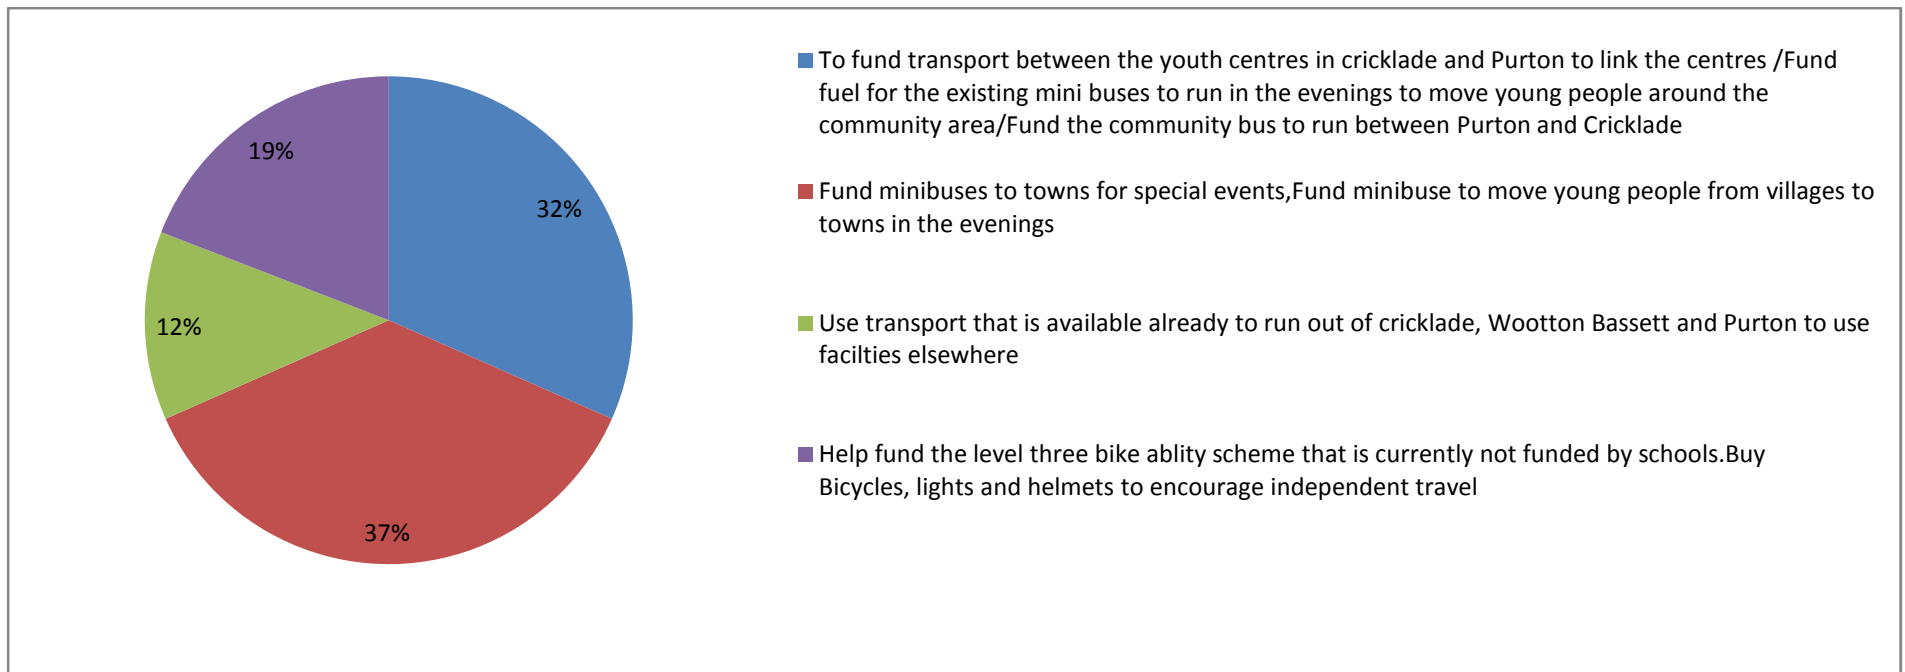 19%
32%
12%
37%
To fund transport between the youth centres in cricklade and Purton to link the centres /Fund
fuel for the existing mini buses to run in the evenings to move young people around the
community area/Fund the community bus to run between Purton and Cricklade
Fund minibuses to towns for special events,Fund minibuse to move young people from villages to
towns in the evenings
Use transport that is available already to run out of cricklade, Wootton Bassett and Purton to use
facilties elsewhere
Help fund the level three bike ablity scheme that is currently not funded by schools.Buy
Bicycles, lights and helmets to encourage independent travel